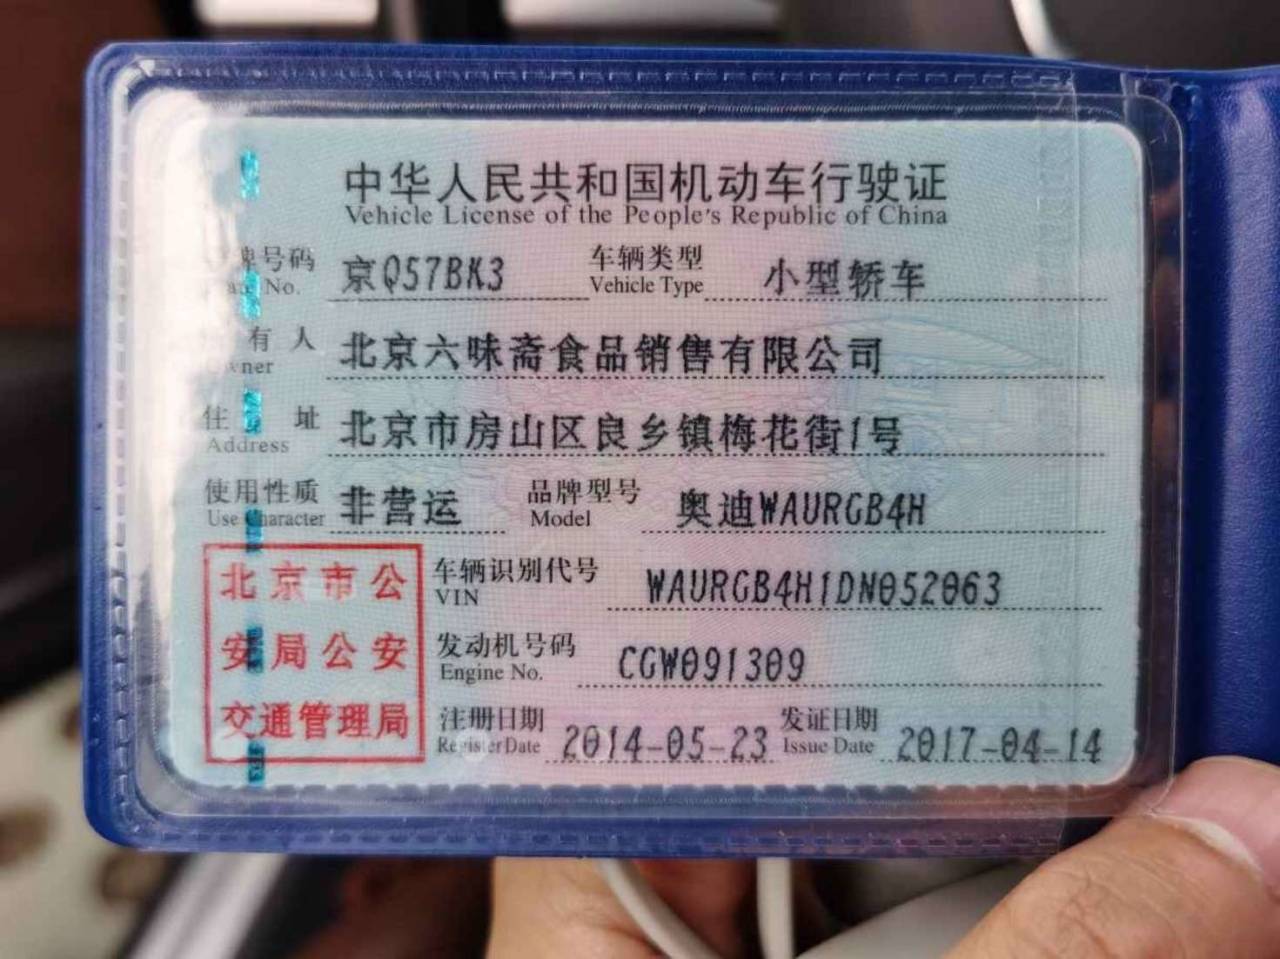 中华人民共和国机动车行驶证
Vehicle License of the People's Republic of China
号码 京Q57BK3 车辆类型 小型轿车
No. Vehicle Type
有人 北京六味斋食品销售有限公司
Owner
住址 北京市房山区良乡镇梅花街1号
Address
使用性质 非营运 品牌型号 奥迪WAURGB4H
Use Character Model
北京市公
安局公安
交通管理局
车辆识别代号 WAURGB4H1DN052063
VIN
发动机号码 CGW091309
Engine No.
注册日期 2014-05-23 发证日期 2017-04-14
Register Date Issue Date